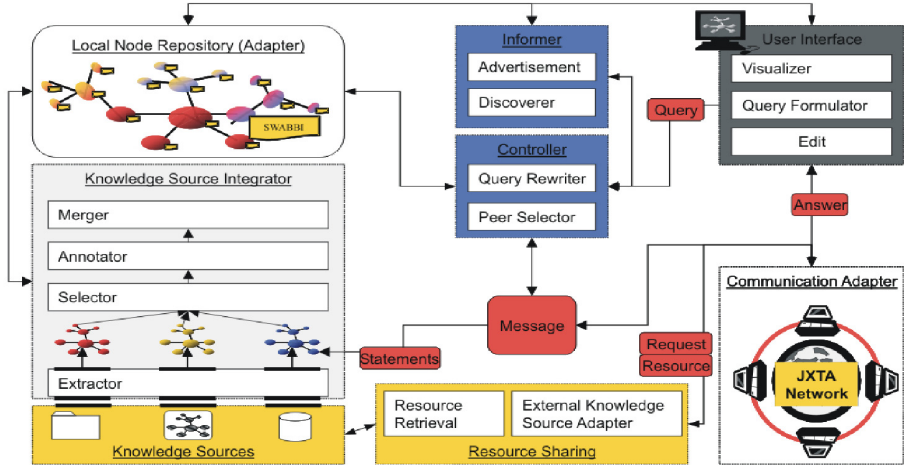 Local Node Repository (Adapter)
SWABBI
Informer
Advertisement
Discoverer
User Interface
Visualizer
Query Formulator
Edit
Query
Knowledge Source Integrator
Merger
Annotator
Selector
Extractor
Controller
Query Rewriter
Peer Selector
Answer
Message
Statements
Request
Resource
Communication Adapter
JXTA
Network
Knowledge Sources
Resource
Retrieval
External Knowledge
Source Adapter
Resource Sharing